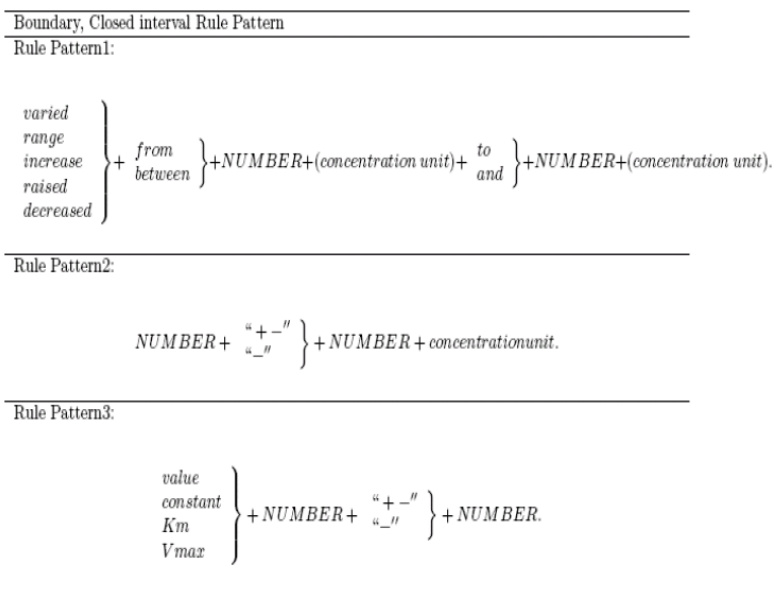 Boundary, Closed interval Rule Pattern
Rule Pattern1:
varied
range
increase
raised
decreased
} + from
between } +NUMBER+(concentration unit)+ to
and } +NUMBER+(concentration unit).
Rule Pattern2:
NUMBER + “ + −″
“−″ } + NUMBER + concentrationunit.
Rule Pattern3:
value
constant
Km
Vmax
} + NUMBER + “ + −″
“−″ } + NUMBER.